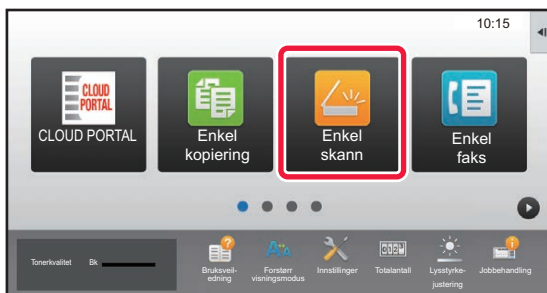 10:15
CLOUD
PORTAL
CLOUD PORTAL
Enkel
kopiering
Enkel
skann
Enkel
faks
Tonerkvalitet Bk
Bruksveil-
edning
Forstørr
visningsmodus
Innstillinger
Totalantall
Lysstyrke-
justering
Jobbehandling